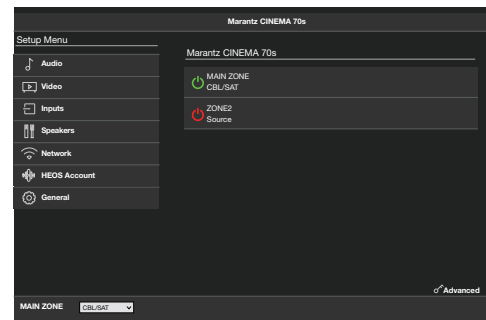 Marantz CINEMA 70s
Setup Menu
Audio
Video
Inputs
Speakers
Network
HEOS Account
General
Marantz CINEMA 70s
MAIN ZONE
CBL/SAT
ZONE2
Source
Advanced
MAIN ZONE CBL/SAT